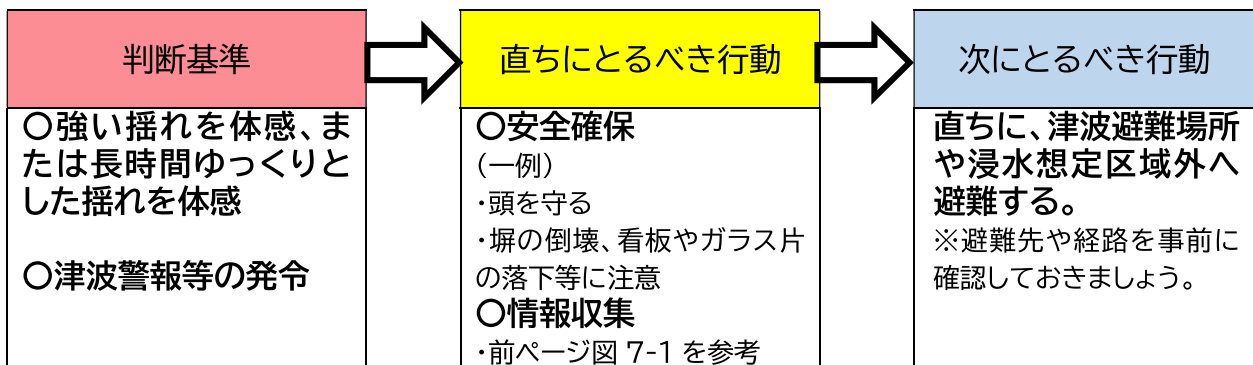 判断基準
○強い揺れを体感、ま
たは長時間ゆっくりと
した揺れを体感
○津波警報等の発令
直ちにとるべき行動
○安全確保
（一例）
・頭を守る
・塀の倒壊、看板やガラス片
の落下等に注意
○情報収集
・前ページ図 7-1 を参考
次にとるべき行動
直ちに、津波避難場所
や浸水想定区域外へ
避難する。
※避難先や経路を事前に
確認しておきましょう。